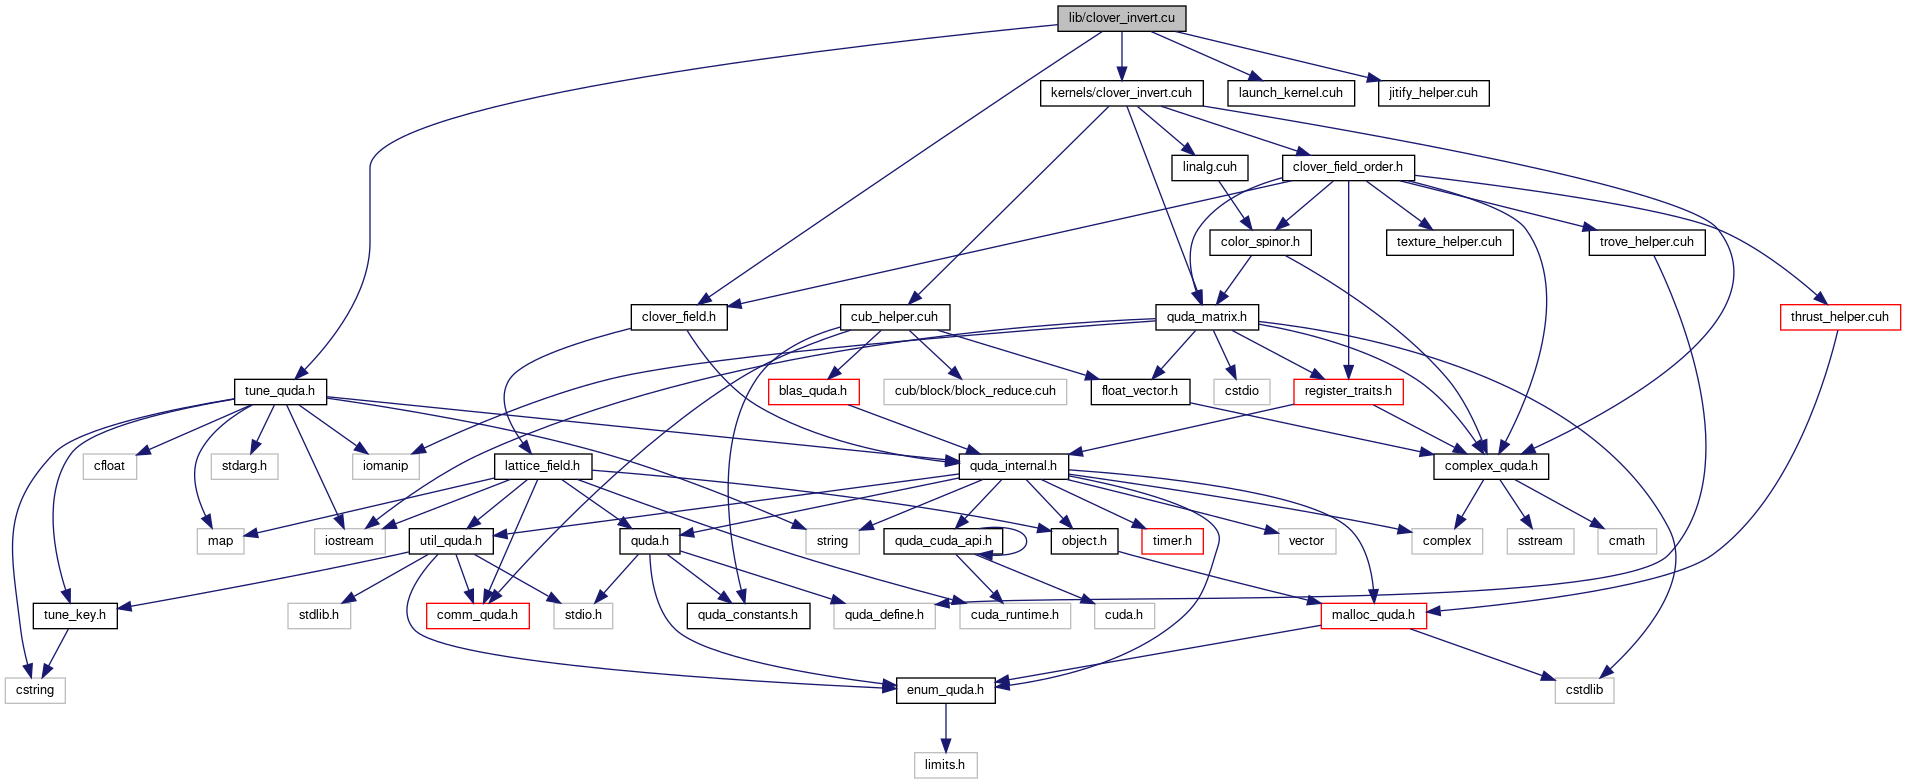 lib/clover_invert.cu
kernels/clover_invert.cuh
launch_kernel.cuh
jitify_helper.cuh
linalg.cuh
clover_field_order.h
color_spinor.h
texture_helper.cuh
trove_helper.cuh
clover_field.h
cub_helper.cuh
quda_matrix.h
thrust_helper.cuh
tune_quda.h
blas_quda.h
cub/block/block_reduce.cuh
float_vector.h
cstdio
register_traits.h
cfloat
stdarg.h
iomanip
lattice_field.h
quda_internal.h
complex_quda.h
map
iostream
util_quda.h
quda.h
string
quda_cuda_api.h
object.h
timer.h
vector
complex
sstream
cmath
tune_key.h
stdlib.h
comm_quda.h
stdio.h
quda_constants.h
quda_define.h
cuda_runtime.h
cuda.h
malloc_quda.h
cstring
enum_quda.h
cstdlib
limits.h